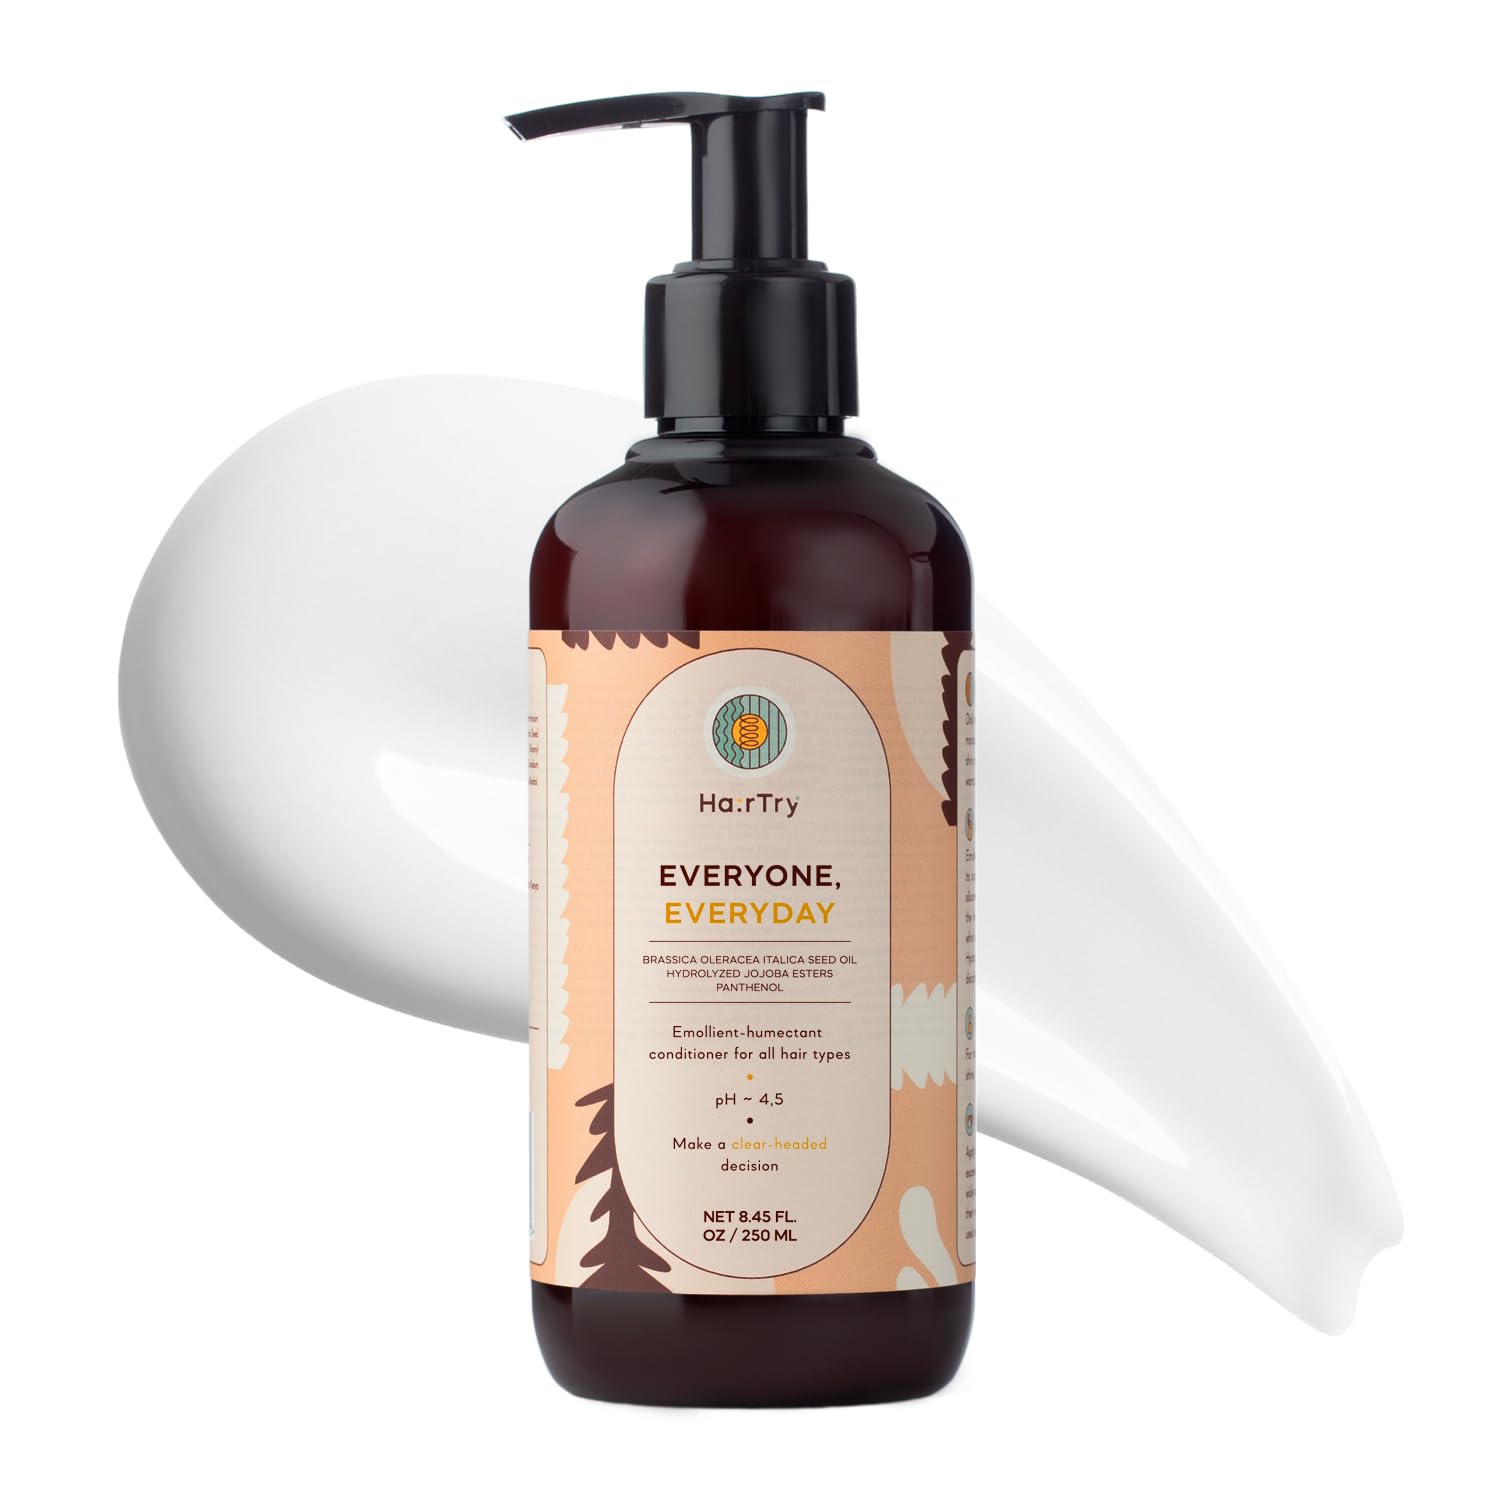 Ha:rTry
EVERYONE,
EVERYDAY
BRASSICA OLERACEA ITALICA SEED OIL
HYDROLYZED JOJOBA ESTERS
PANTHENOL
Emollient-humectant
conditioner for all hair types
pH ~ 4,5
Make a clear-headed
decision
NET 8.45 FL.
OZ / 250 ML